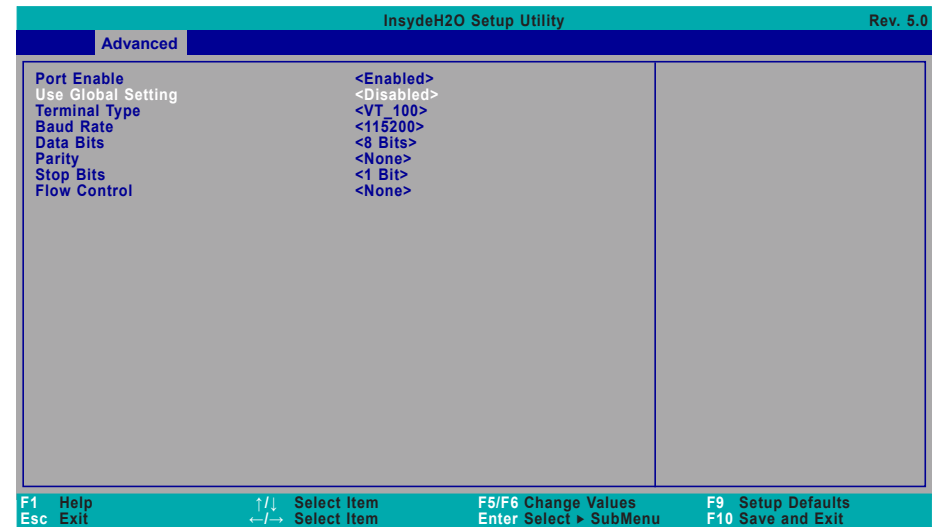 InsydeH2O Setup Utility Rev. 5.0
Advanced
Port Enable <Enabled>
Use Global Setting <Disabled>
Terminal Type <VT_100>
Baud Rate <115200>
Data Bits <8 Bits>
Parity <None>
Stop Bits <1 Bit>
Flow Control <None>
F1 Help ↑/↓ Select Item F5/F6 Change Values F9 Setup Defaults
Esc Exit ←/→ Select Item Enter Select ▶ SubMenu F10 Save and Exit